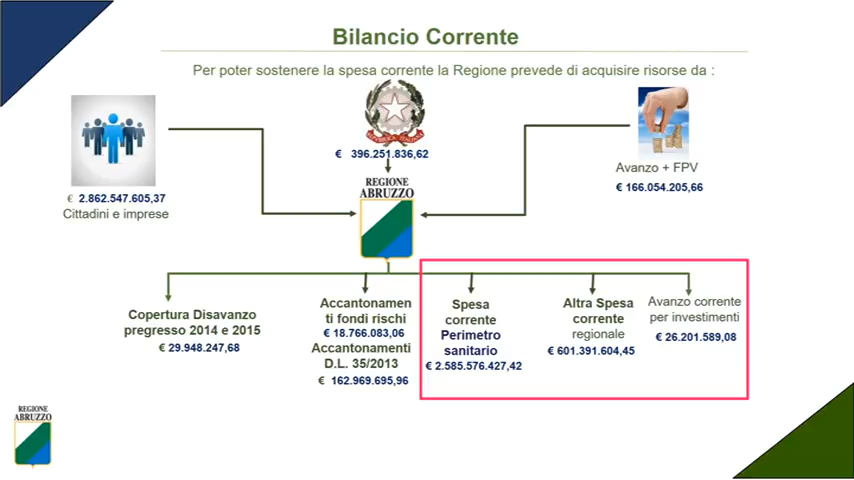 Bilancio Corrente
Per poter sostenere la spesa corrente la Regione prevede di acquisire risorse da :
REPVBBLICA ITALIANA
€ 396.251.836,62
€ 2.862.547.605,37
Cittadini e imprese
Avanzo + FPV
€ 166.054.205,66
REGIONE
ABRUZZO
Copertura Disavanzo
pregresso 2014 e 2015
€ 29.948.247,68
Accantonamen
ti fondi rischi
€ 18.766.083,06
Accantonamenti
D.L. 35/2013
€ 162.969.695,96
Spesa
corrente
Perimetro
sanitario
€ 2.585.576.427,42
Altra Spesa
corrente
regionale
€ 601.391.604,45
Avanzo corrente
per investimenti
€ 26.201.589,08
REGIONE
ABRUZZO